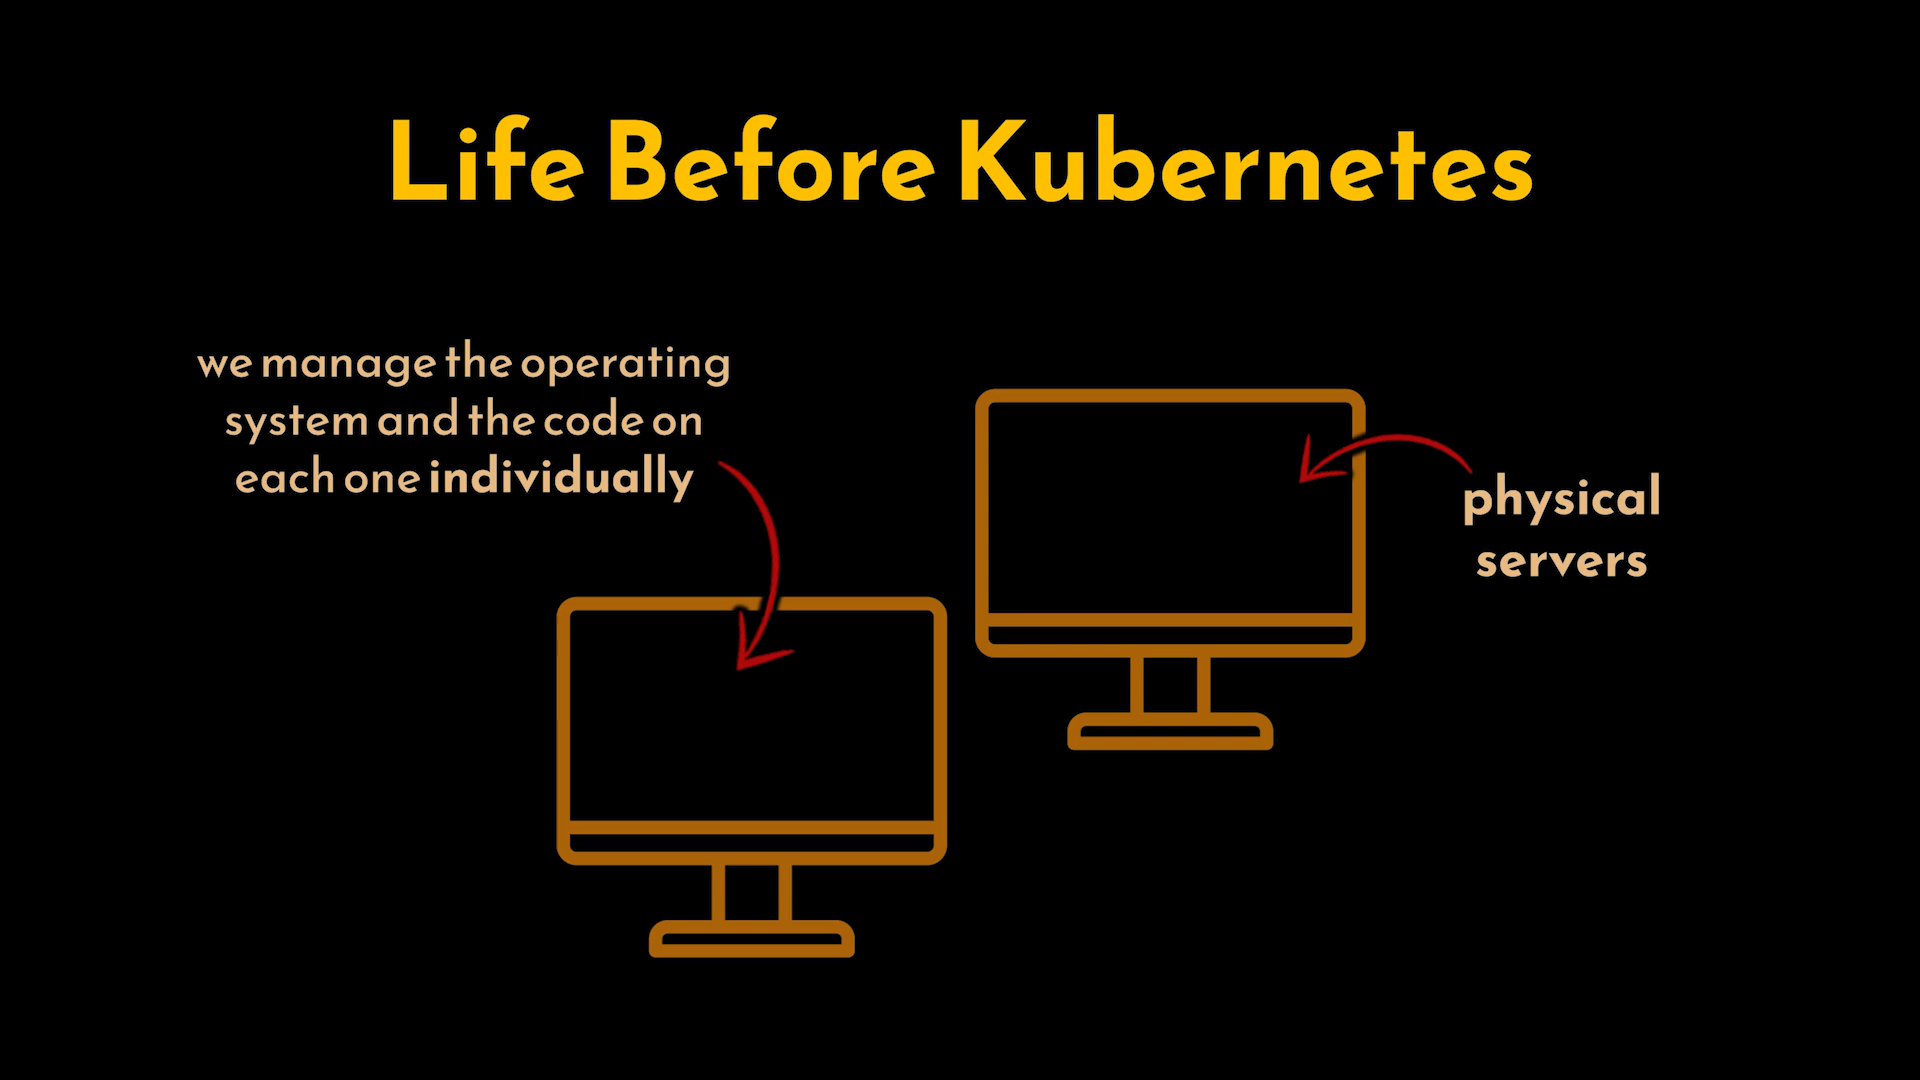 Life Before Kubernetes
we manage the operating
system and the code on
each one individually
physical
servers